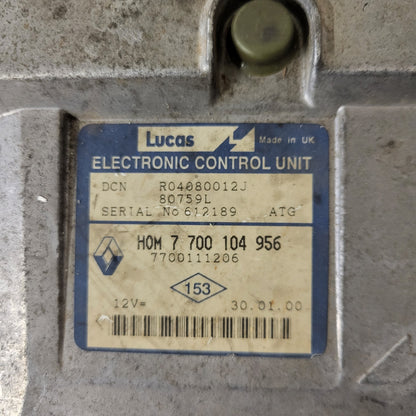 Lucas Made in UK
ELECTRONIC CONTROL UNIT
DCN R04080012J
80759L
SERIAL No 612189 ATG
HOM 7 700 104 956
7700111206
153
12V= 30.01.00